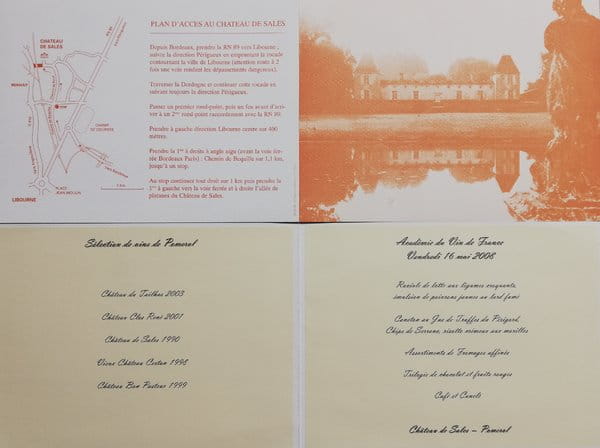 CHATEAU
DE SALES
CHAMP
DE COURSES
PLACE
JEAN MOULIN
LIBOURNE
PLAN D'ACCES AU CHATEAU DE SALES
Depuis Bordeaux, prendre la RN 89 vers Libourne ,
suivre la direction Périgueux en empruntant la rocade
contournant la ville de Libourne (attention route à 2
fois une voie rendant les dépassements dangereux).
Traverser la Dordogne et continuer cette rocade en
suivant toujours la direction Périgueux.
Passer un premier rond-point, puis un feu avant d'arri-
ver à un 2ème rond point raccordement avec la RN 89.
Prendre à gauche direction Libourne centre sur 400
mètres.
Prendre la 1ère à droite à angle aigu (avant la voie fer-
rée Bordeaux Paris) : Chemin de Béquille sur 1,1 km,
jusqu'à un stop.
Au stop continuer tout droit sur 1 km puis prendre la
1ère à gauche vers la voie ferrée et à droite l'allée de
platanes du Château de Sales.
Sélection de vins de Pomerol
Château du Tailhas 2003
Château Clos René 2001
Château de Sales 1990
Vieux Château Certan 1998
Château Bon Pasteur 1999
Académie du Vin de France
Vendredi 16 mai 2008
Raviole de lotte aux légumes croquants,
émulsion de poivrons jaunes au lard fumé
Caneton au Jus de Truffes du Périgord,
Chips de Serrano, risotto crémeux aux morilles
Assortiments de Fromages affinés
Trilogie de chocolat et fruits rouges
Café et Canelé
Château de Sales – Pomerol